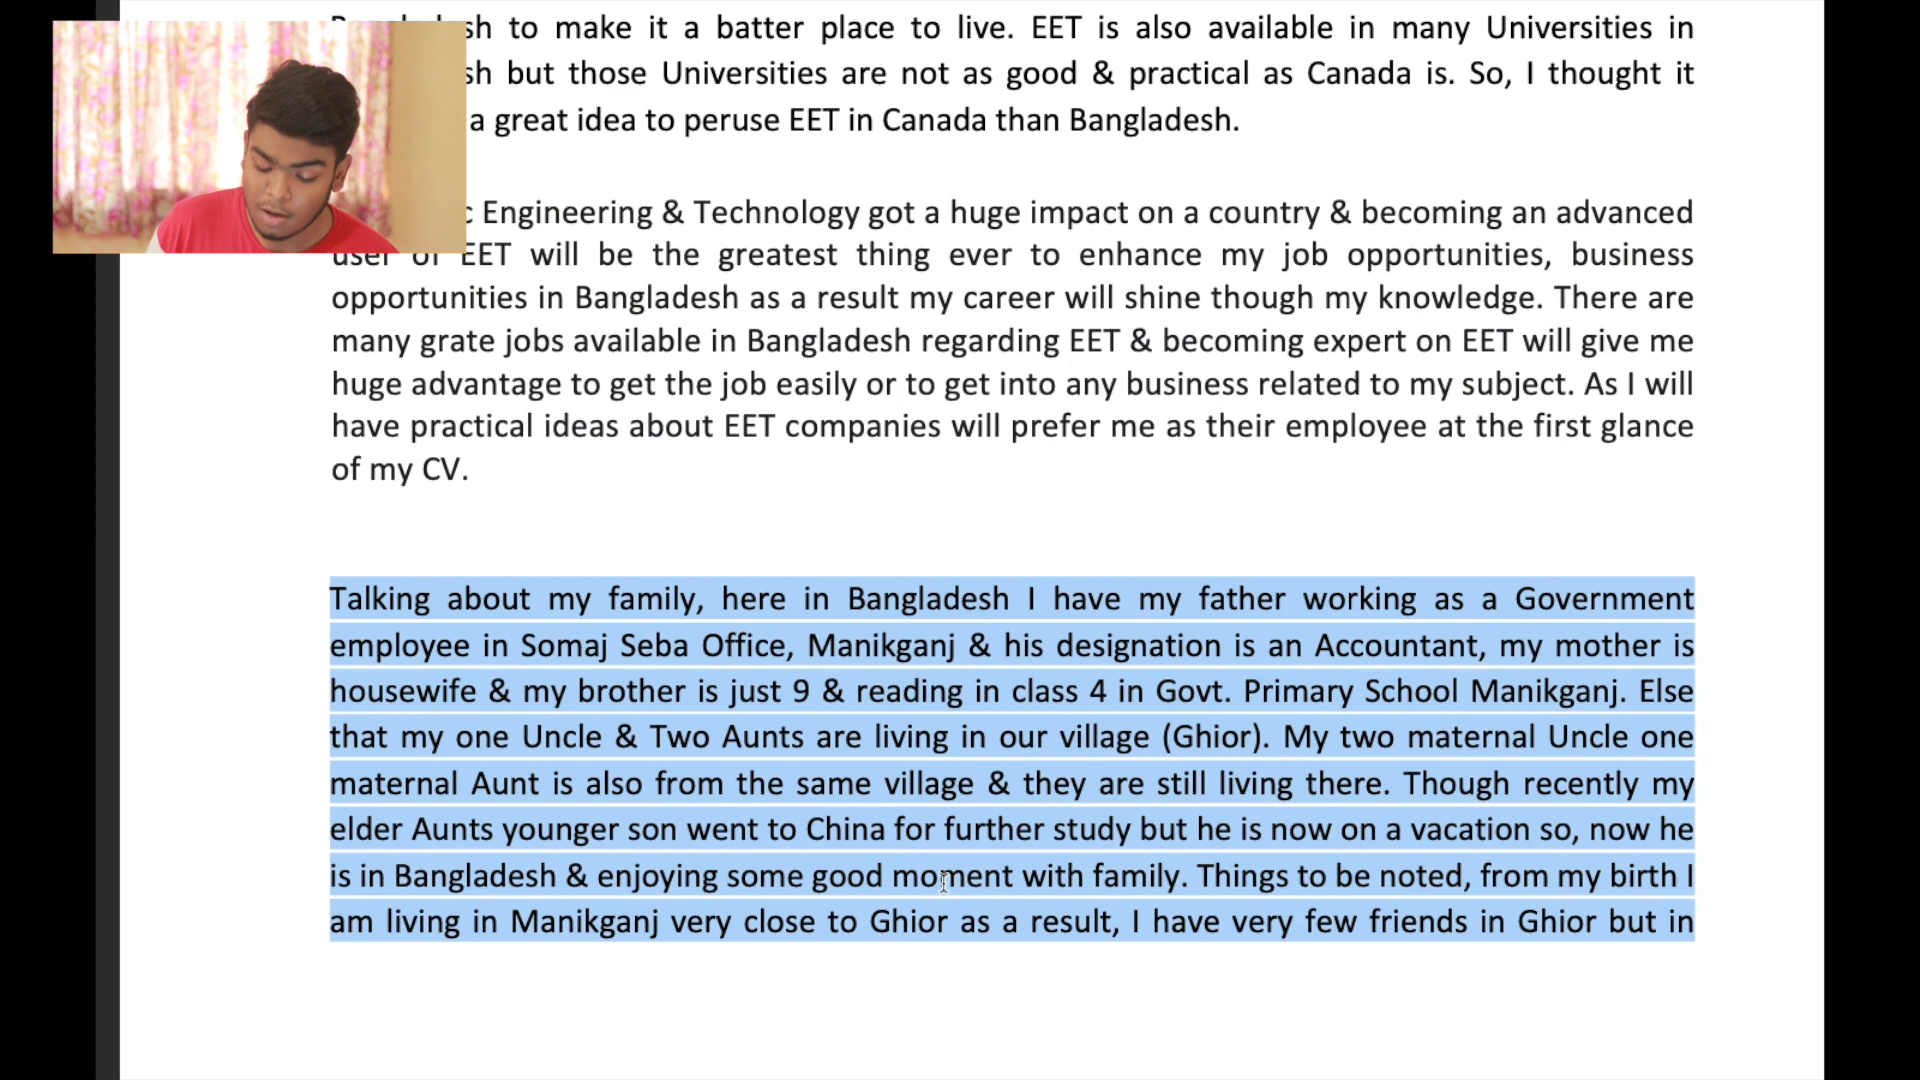 sh to make it a batter place to live. EET is also available in many Universities in
sh but those Universities are not as good & practical as Canada is. So, I thought it
a great idea to peruse EET in Canada than Bangladesh.
Engineering & Technology got a huge impact on a country & becoming an advanced
user of EET will be the greatest thing ever to enhance my job opportunities, business
opportunities in Bangladesh as a result my career will shine though my knowledge. There are
many grate jobs available in Bangladesh regarding EET & becoming expert on EET will give me
huge advantage to get the job easily or to get into any business related to my subject. As I will
have practical ideas about EET companies will prefer me as their employee at the first glance
of my CV.
Talking about my family, here in Bangladesh I have my father working as a Government
employee in Somaj Seba Office, Manikganj & his designation is an Accountant, my mother is
housewife & my brother is just 9 & reading in class 4 in Govt. Primary School Manikganj. Else
that my one Uncle & Two Aunts are living in our village (Ghior). My two maternal Uncle one
maternal Aunt is also from the same village & they are still living there. Though recently my
elder Aunts younger son went to China for further study but he is now on a vacation so, now he
is in Bangladesh & enjoying some good moment with family. Things to be noted, from my birth I
am living in Manikganj very close to Ghior as a result, I have very few friends in Ghior but in